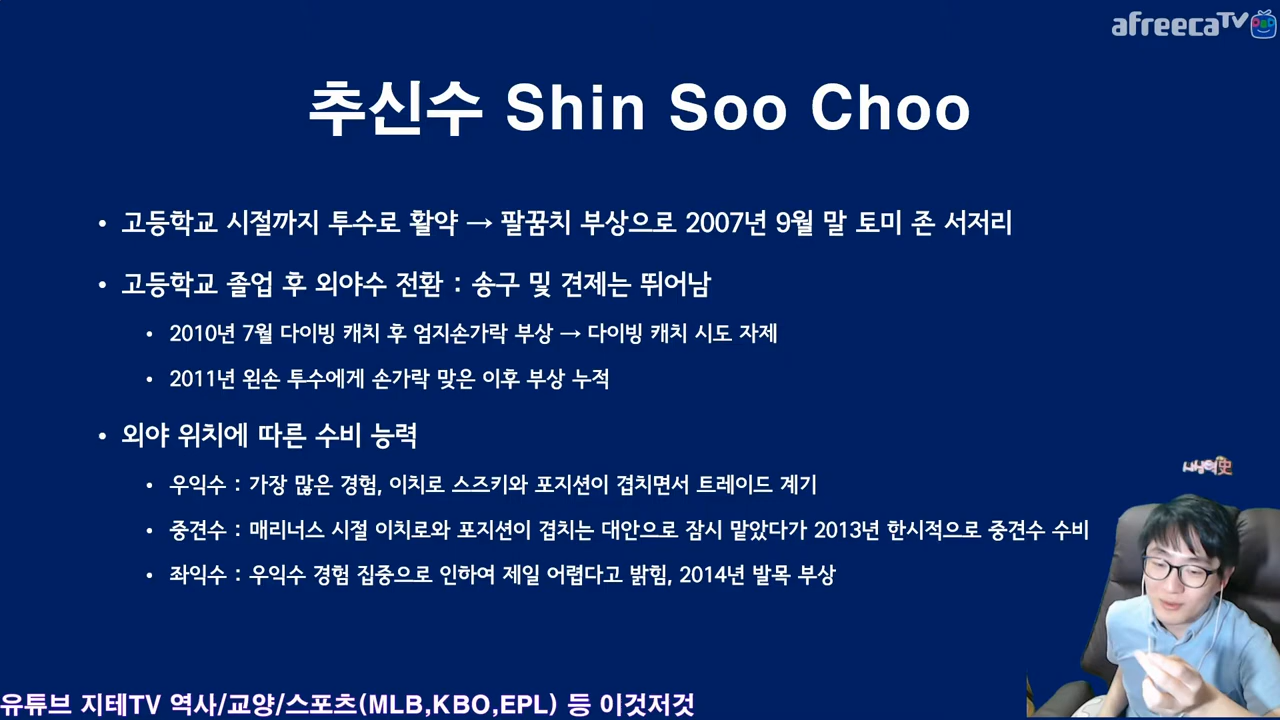 afreecaTV
추신수 Shin Soo Choo
• 고등학교 시절까지 투수로 활약 → 팔꿈치 부상으로 2007년 9월 말 토미 존 서저리
• 고등학교 졸업 후 외야수 전환 : 송구 및 견제는 뛰어남
• 2010년 7월 다이빙 캐치 후 엄지손가락 부상 → 다이빙 캐치 시도 자제
• 2011년 왼손 투수에게 손가락 맞은 이후 부상 누적
• 외야 위치에 따른 수비 능력
• 우익수 : 가장 많은 경험, 이치로 스즈키와 포지션이 겹치면서 트레이드 계기
• 중견수 : 매리너스 시절 이치로와 포지션이 겹치는 대안으로 잠시 맡았다가 2013년 한시적으로 중견수 수비
• 좌익수 : 우익수 경험 집중으로 인하여 제일 어렵다고 밝힘, 2014년 발목 부상
유튜브 지테TV 역사/교양/스포츠(MLB,KBO,EPL) 등 이것저것